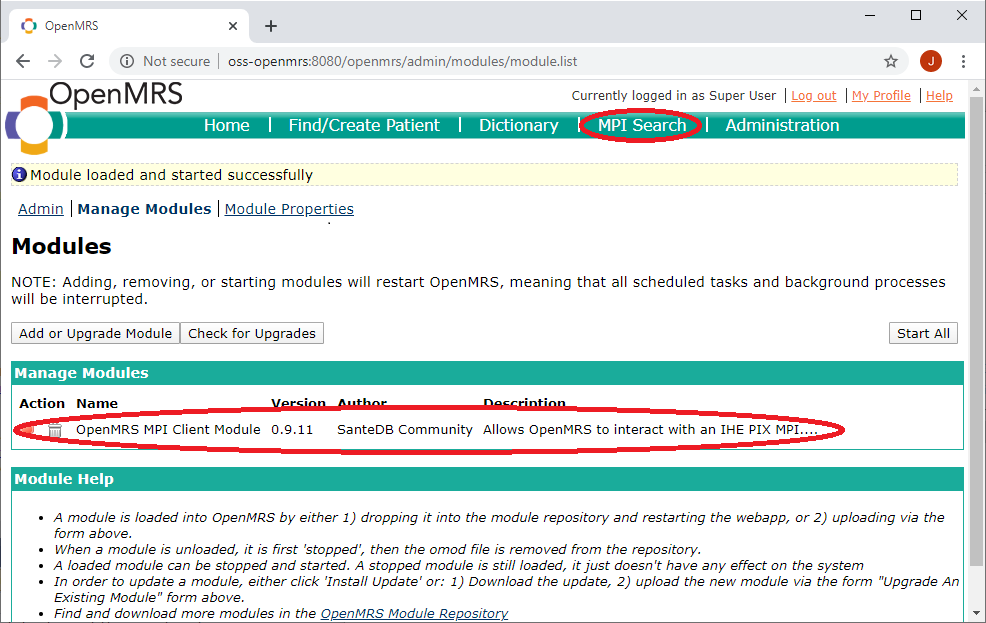 OpenMRS
Not secure | oss-openmrs:8080/openmrs/admin/modules/module.list
J
OpenMRS
Currently logged in as Super User | Log out | My Profile | Help
Home | Find/Create Patient | Dictionary | MPI Search | Administration
Module loaded and started successfully
Admin | Manage Modules | Module Properties
Modules
NOTE: Adding, removing, or starting modules will restart OpenMRS, meaning that all scheduled tasks and background processes
will be interrupted.
Add or Upgrade Module Check for Upgrades Start All
Manage Modules
Action Name Version Author Description
OpenMRS MPI Client Module 0.9.11 SanteDB Community Allows OpenMRS to interact with an IHE PIX MPI....
Module Help
• A module is loaded into OpenMRS by either 1) dropping it into the module repository and restarting the webapp, or 2) uploading via the
form above.
• When a module is unloaded, it is first 'stopped', then the omod file is removed from the repository.
• A loaded module can be stopped and started. A stopped module is still loaded, it just doesn't have any effect on the system
• In order to update a module, either click 'Install Update' or: 1) Download the update, 2) upload the new module via the form "Upgrade An
Existing Module" form above.
• Find and download more modules in the OpenMRS Module Repository